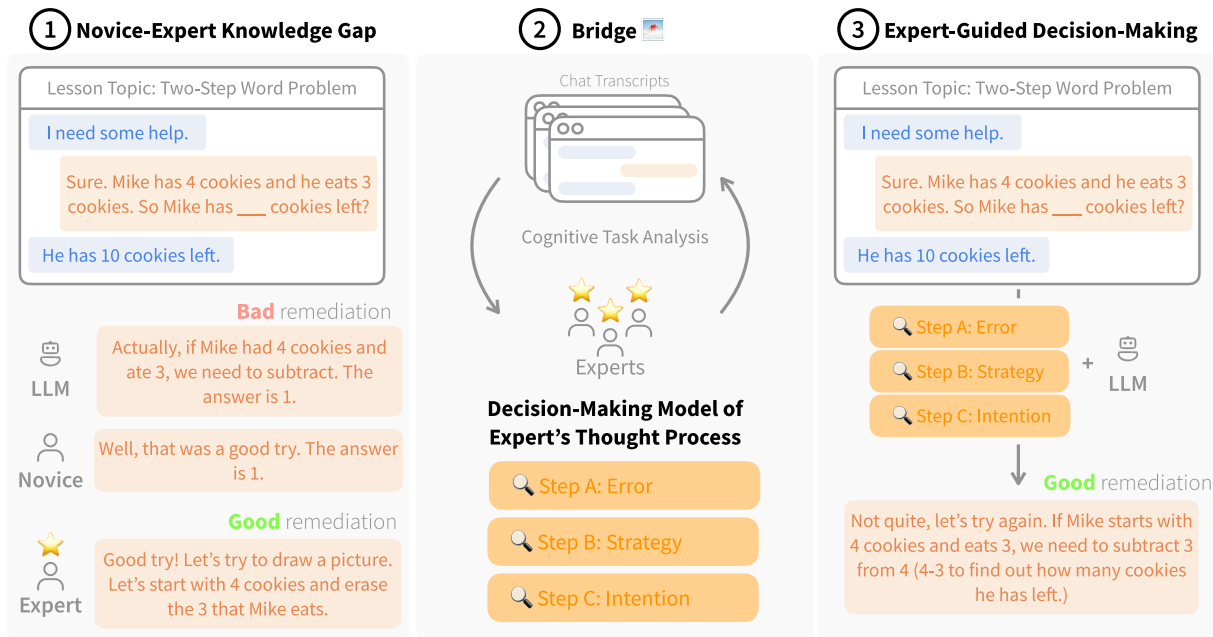 1 Novice-Expert Knowledge Gap
Lesson Topic: Two-Step Word Problem
I need some help.
Sure. Mike has 4 cookies and he eats 3
cookies. So Mike has ___ cookies left?
He has 10 cookies left.
Bad remediation
LLM
Actually, if Mike had 4 cookies and
ate 3, we need to subtract. The
answer is 1.
Novice
Well, that was a good try. The answer
is 1.
Good remediation
Expert
Good try! Let's try to draw a picture.
Let's start with 4 cookies and erase
the 3 that Mike eats.
2 Bridge
Chat Transcripts
Cognitive Task Analysis
Experts
Decision-Making Model of
Expert's Thought Process
Step A: Error
Step B: Strategy
Step C: Intention
3 Expert-Guided Decision-Making
Lesson Topic: Two-Step Word Problem
I need some help.
Sure. Mike has 4 cookies and he eats 3
cookies. So Mike has ___ cookies left?
He has 10 cookies left.
Step A: Error
Step B: Strategy
Step C: Intention
+
LLM
Good remediation
Not quite, let's try again. If Mike starts with
4 cookies and eats 3, we need to subtract 3
from 4 (4-3 to find out how many cookies
he has left.)